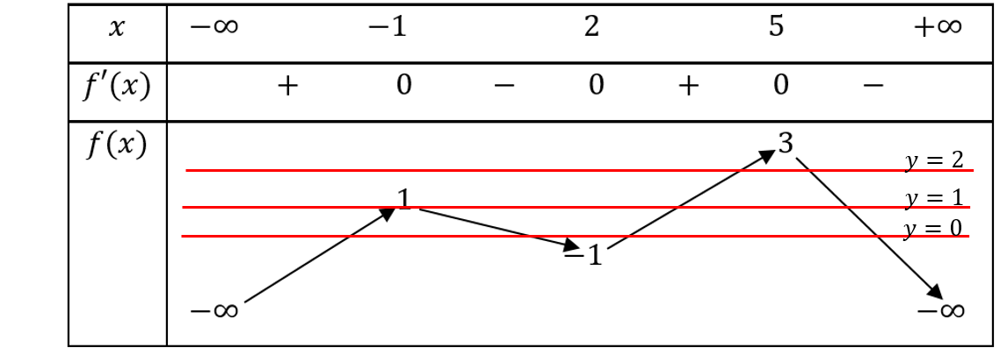 x −∞ −1 2 5 +∞
f′(x) + 0 − 0 + 0 −
f(x) 3
y = 2
1 y = 1
y = 0
−1
−∞ −∞